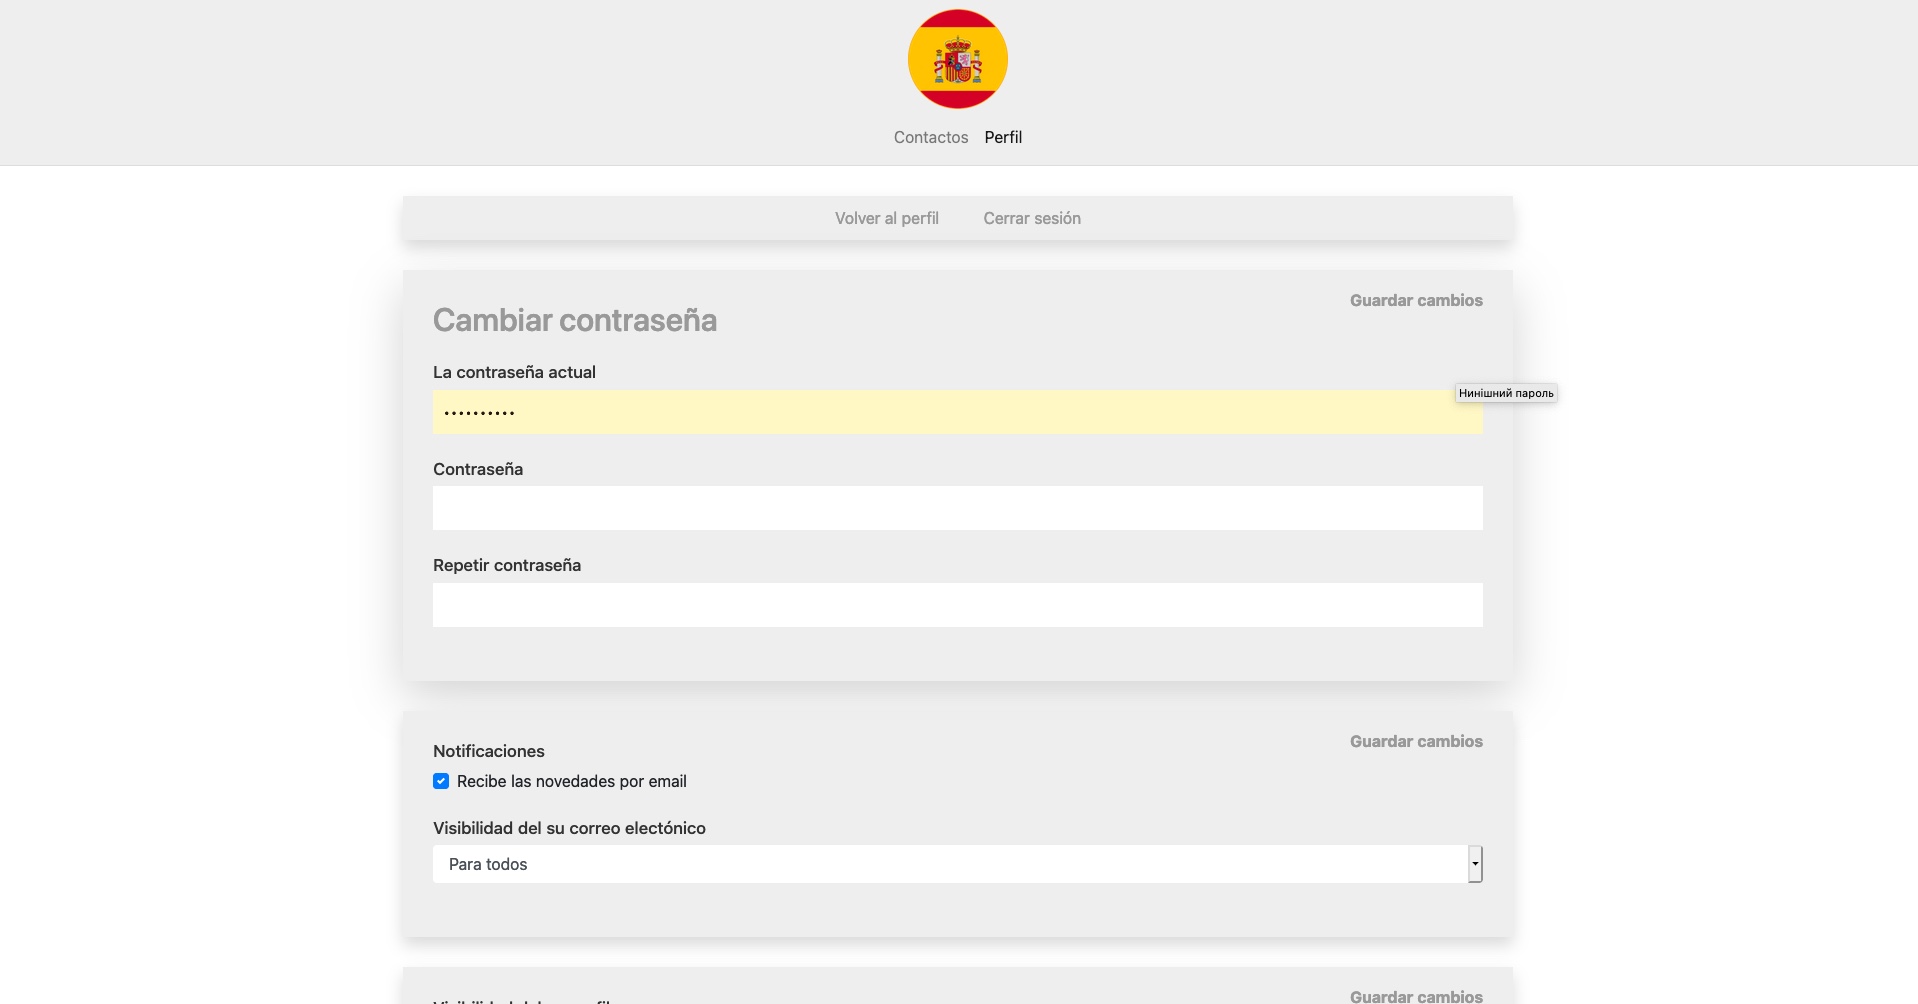 Contactos Perfil
Volver al perfil Cerrar sesión
Guardar cambios
Cambiar contraseña
La contraseña actual
Нинішний пароль
••••••••••
Contraseña
Repetir contraseña
Guardar cambios
Notificaciones
Recibe las novedades por email
Visibilidad del su correo electónico
Para todos
Guardar cambios